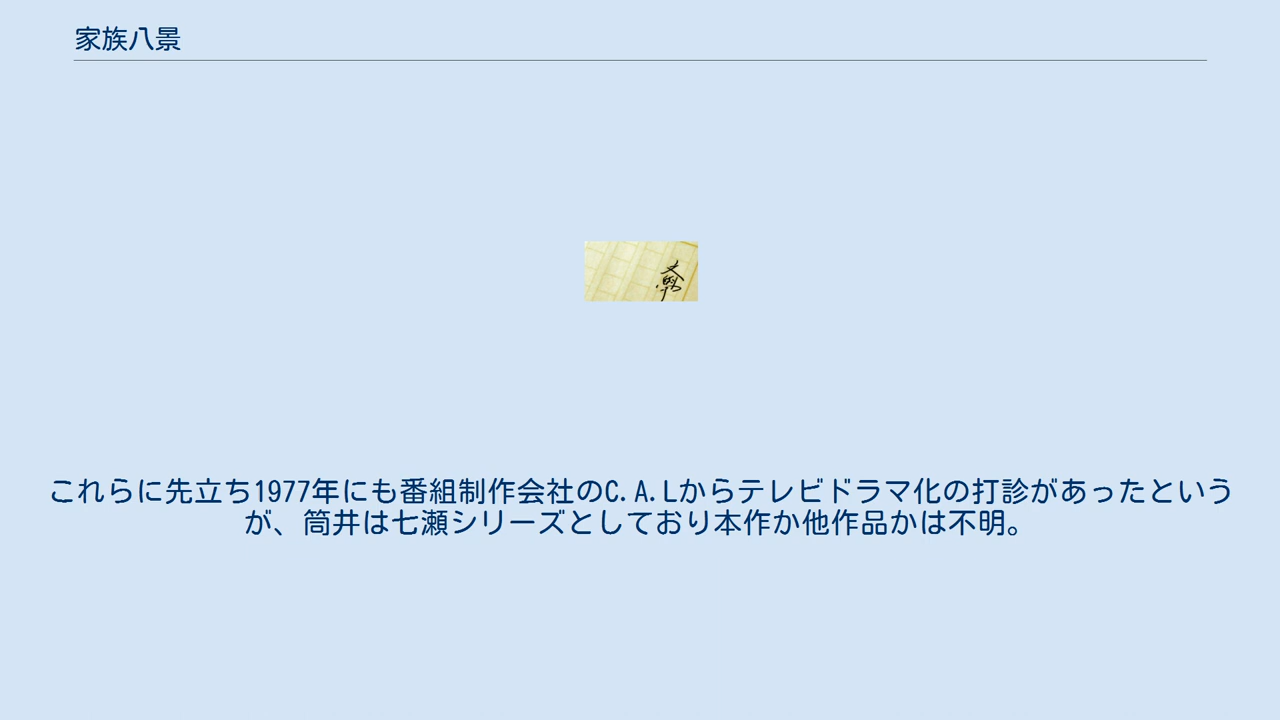 家族八景
これらに先立ち1977年にも番組制作会社のC.A.Lからテレビドラマ化の打診があったという
が、筒井は七瀬シリーズとしており本作か他作品かは不明。